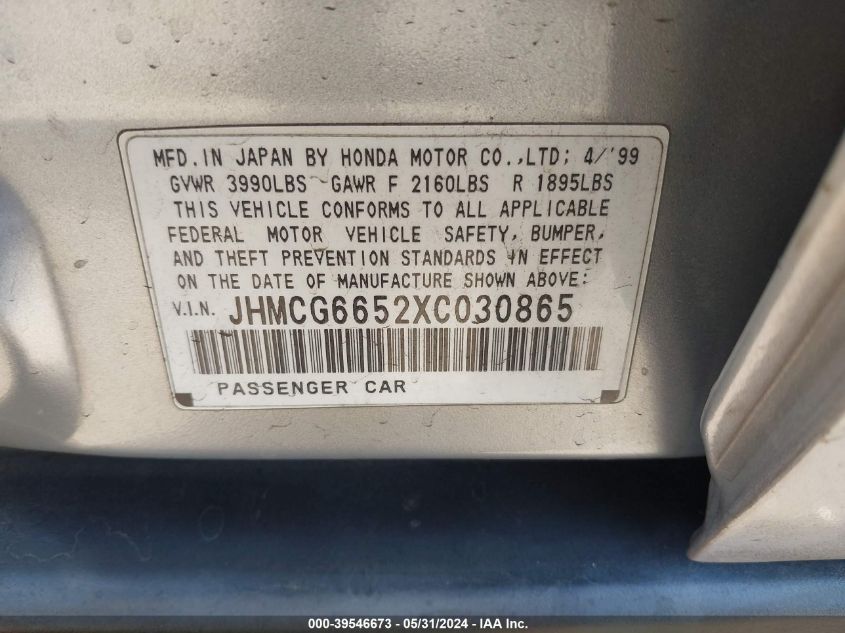 MFD.IN JAPAN BY HONDA MOTOR CO.,LTD; 4/'99
GVWR 3990LBS GAWR F 2160LBS R 1895LBS
THIS VEHICLE CONFORMS TO ALL APPLICABLE
FEDERAL MOTOR VEHICLE SAFETY, BUMPER,
AND THEFT PREVENTION STANDARDS IN EFFECT
ON THE DATE OF MANUFACTURE SHOWN ABOVE:
V.I.N. JHMCG6652XC030865
PASSENGER CAR
000-39546673 - 05/31/2024 - IAA Inc.